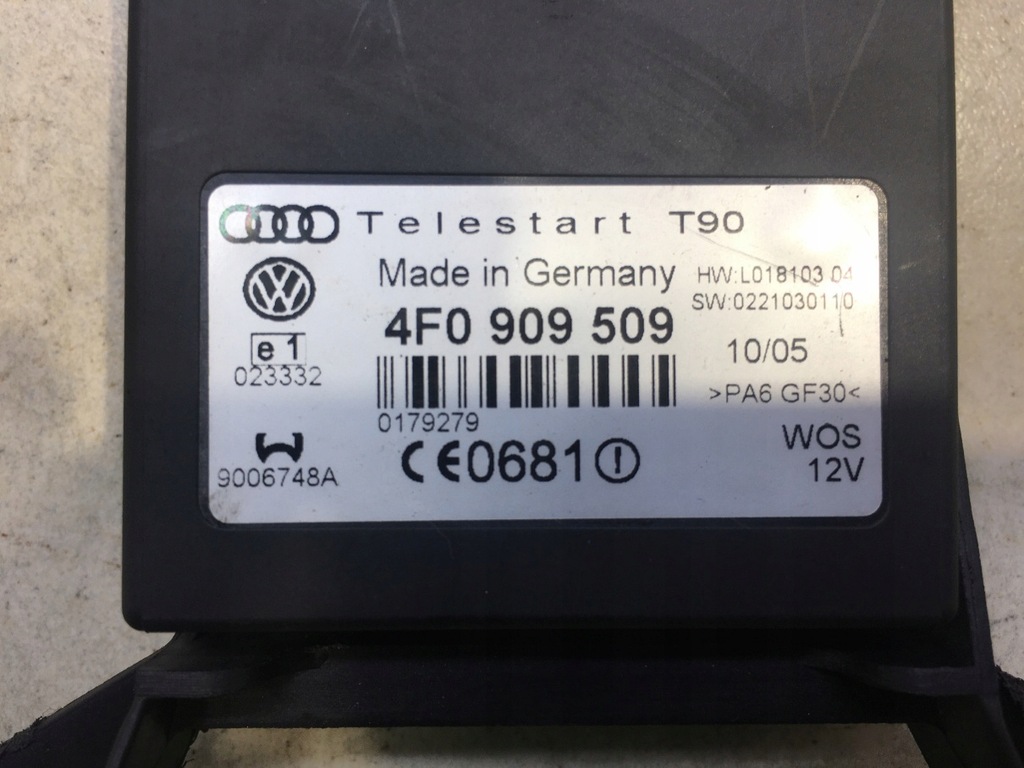 Telestart T90
Made in Germany
HW:L018103 04
SW:0221030110
4F0 909 509
e1
023332
10/05
>PA6 GF30<
0179279
9006748A
CE0681
WOS
12V